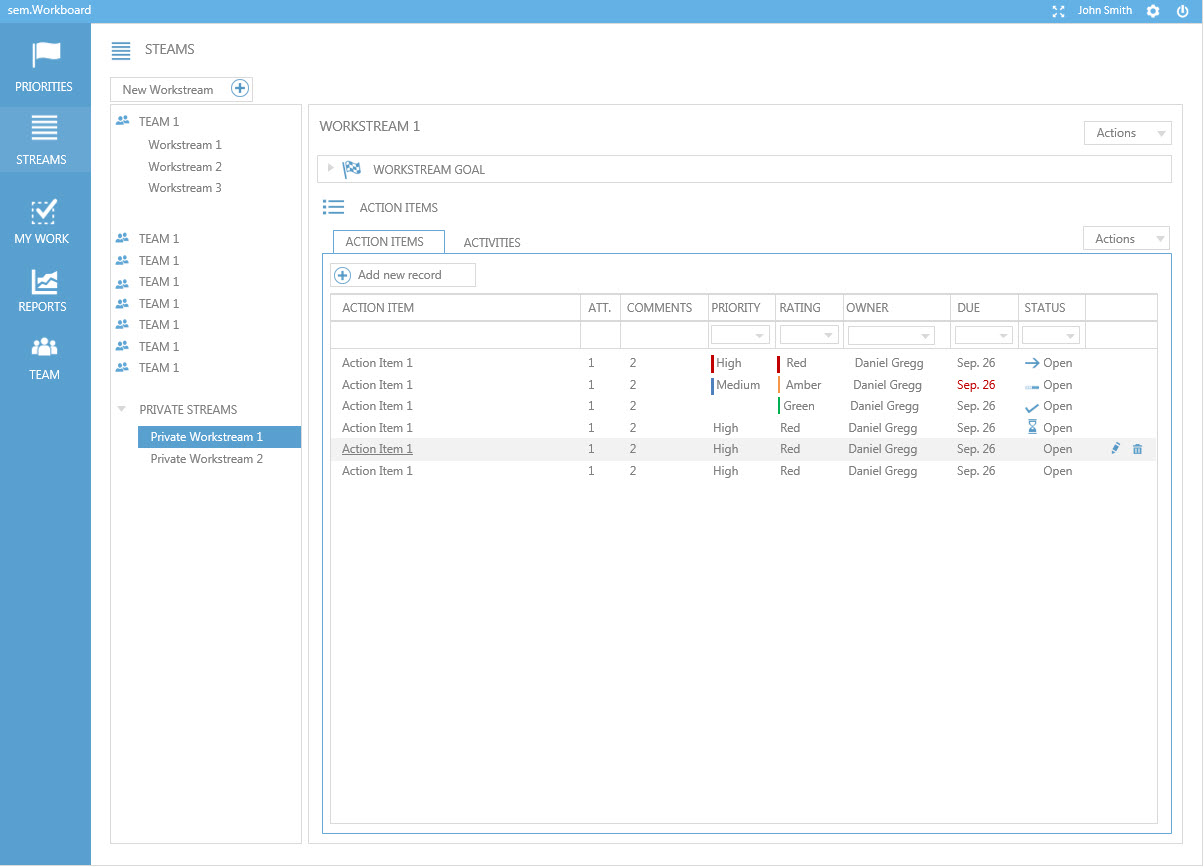 sem.Workboard John Smith
PRIORITIES
STREAMS
MY WORK
REPORTS
TEAM
STEAMS
New Workstream
TEAM 1
Workstream 1
Workstream 2
Workstream 3
TEAM 1
TEAM 1
TEAM 1
TEAM 1
TEAM 1
TEAM 1
TEAM 1
PRIVATE STREAMS
Private Workstream 1
Private Workstream 2
WORKSTREAM 1 Actions
WORKSTREAM GOAL
ACTION ITEMS
ACTION ITEMS ACTIVITIES Actions
Add new record
ACTION ITEM ATT. COMMENTS PRIORITY RATING OWNER DUE STATUS
Action Item 1 1 2 High Red Daniel Gregg Sep. 26 Open
Action Item 1 1 2 Medium Amber Daniel Gregg Sep. 26 Open
Action Item 1 1 2 Green Daniel Gregg Sep. 26 Open
Action Item 1 1 2 High Red Daniel Gregg Sep. 26 Open
Action Item 1 1 2 High Red Daniel Gregg Sep. 26 Open
Action Item 1 1 2 High Red Daniel Gregg Sep. 26 Open